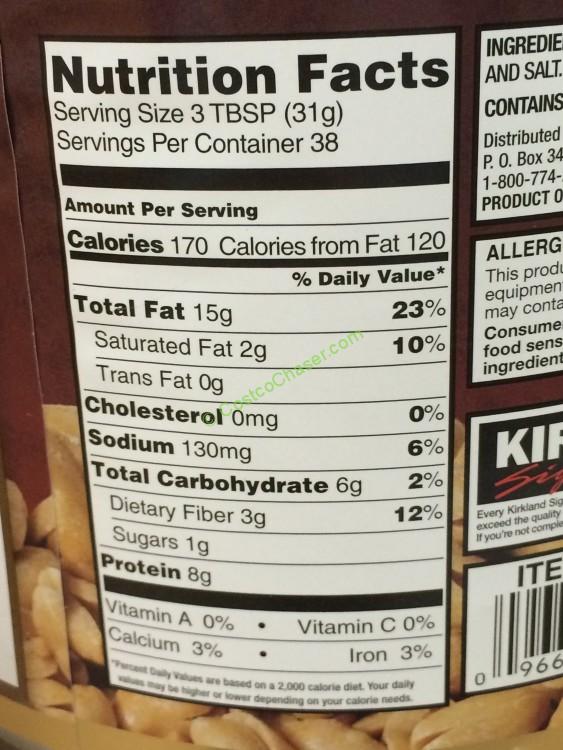 Nutrition Facts
Serving Size 3 TBSP (31g)
Servings Per Container 38
Amount Per Serving
Calories 170 Calories from Fat 120
% Daily Value*
Total Fat 15g 23%
Saturated Fat 2g 10%
Trans Fat 0g
Cholesterol 0mg 0%
Sodium 130mg 6%
Total Carbohydrate 6g 2%
Dietary Fiber 3g 12%
Sugars 1g
Protein 8g
Vitamin A 0% • Vitamin C 0%
Calcium 3% • Iron 3%
*Percent Daily Values are based on a 2,000 calorie diet. Your daily
values may be higher or lower depending on your calorie needs.
CostcoChaser.com
INGREDIE
AND SALT.
CONTAINS
Distributed
P. O. Box 34
1-800-774-
PRODUCT O
ALLERG
This produ
equipmen
may conta
Consume
food sens
ingredient
KIR
Sig
Every Kirkland Sig
exceed the quality
If you're not comple
ITE
0 966